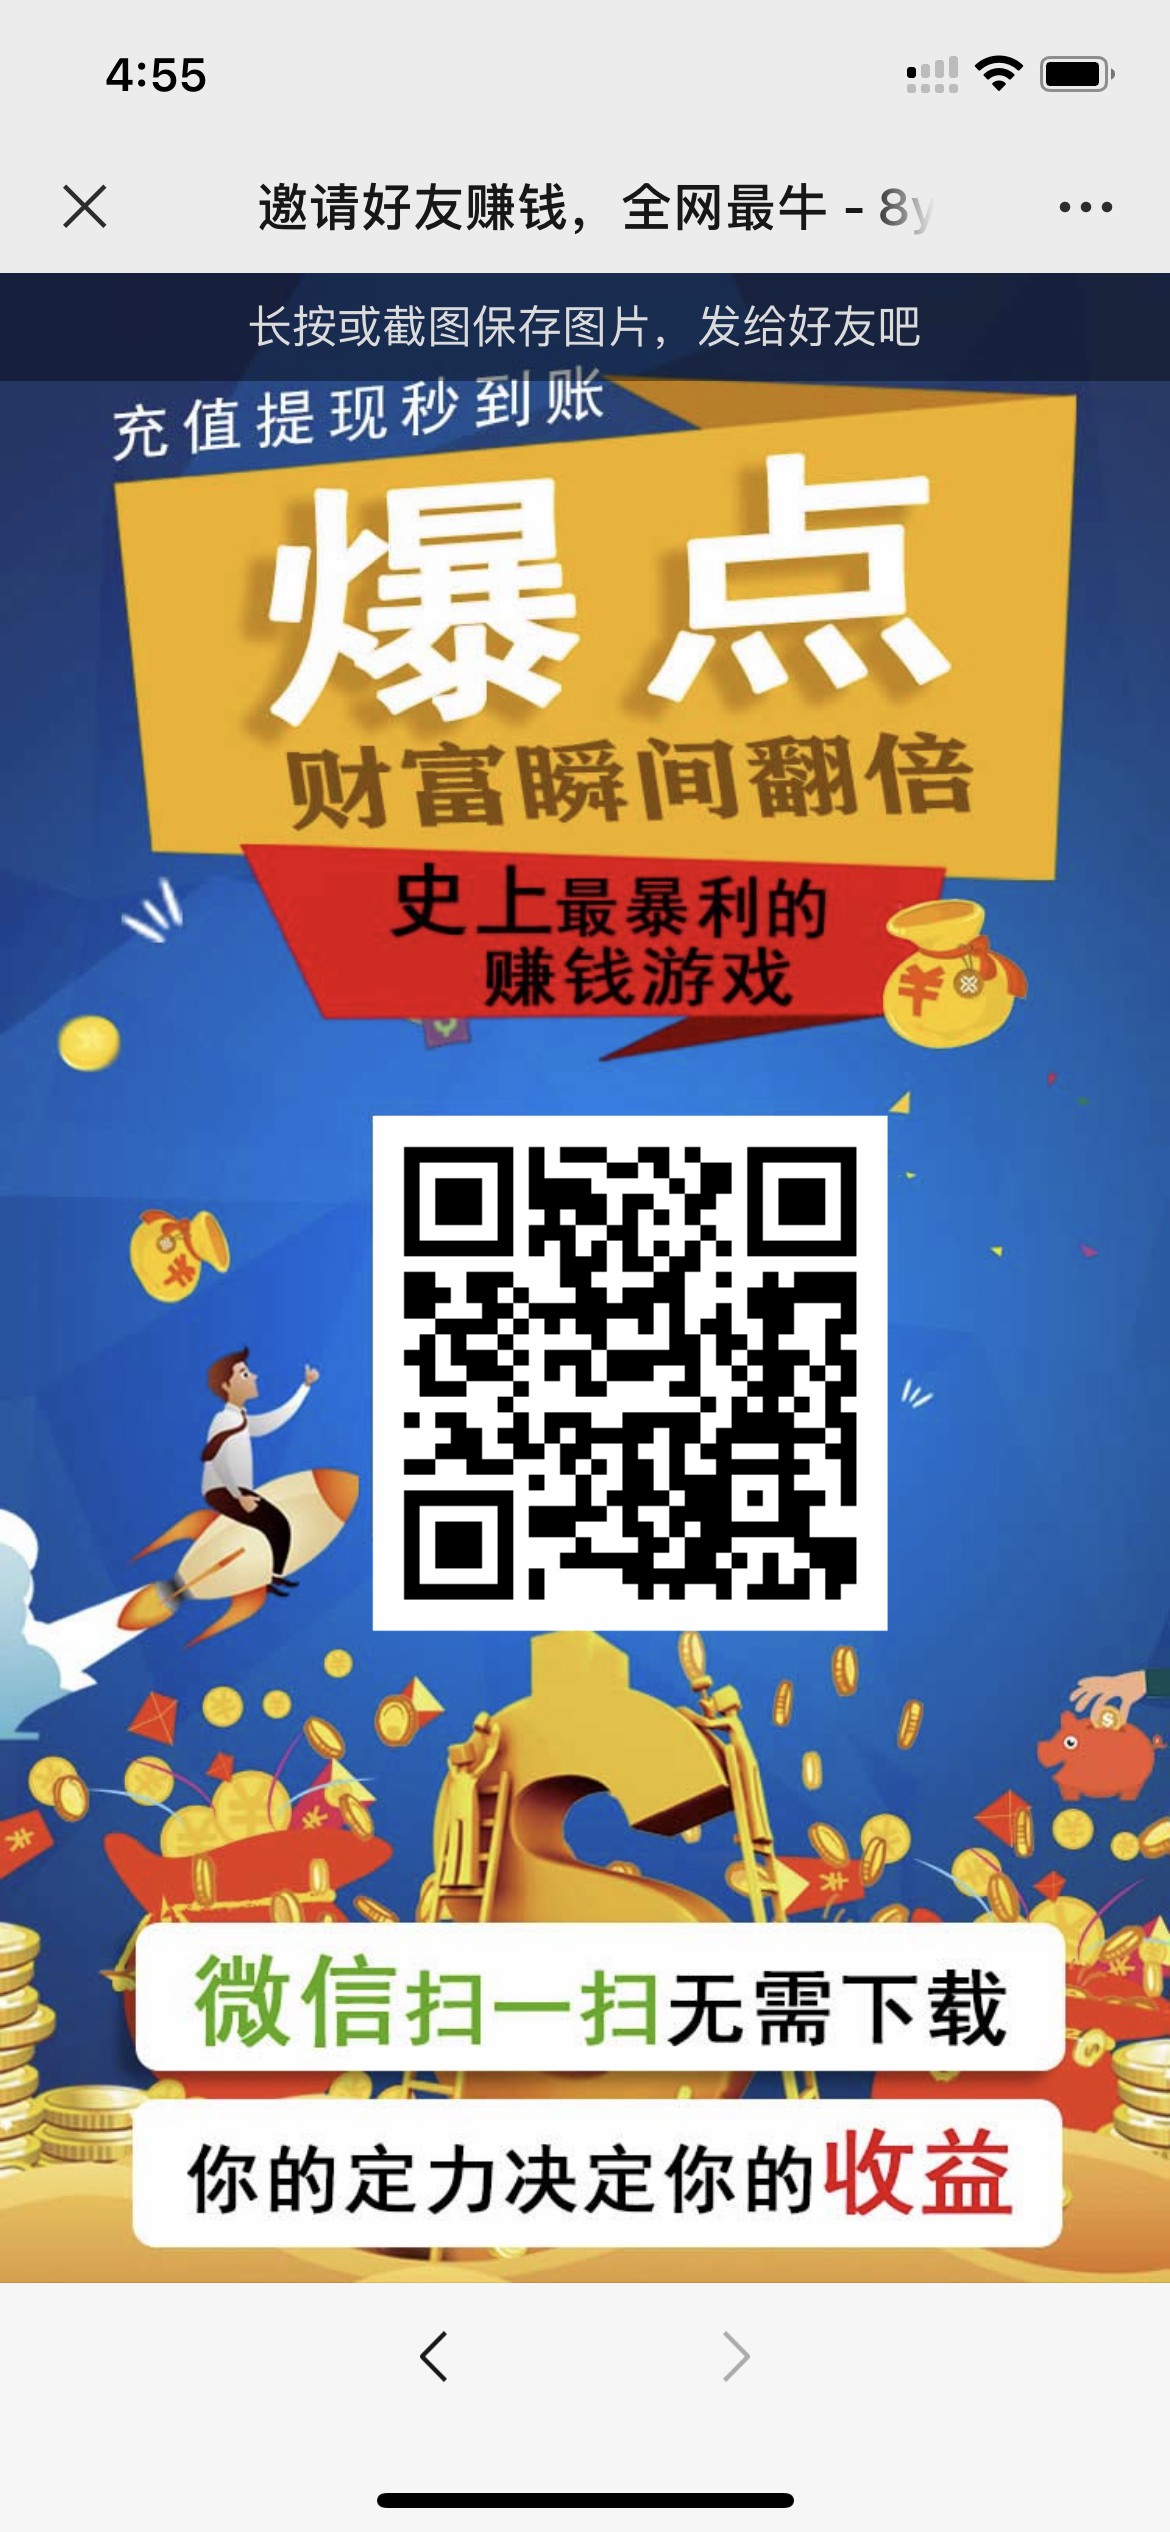 4:55
邀请好友赚钱，全网最牛 - 8y
长按或截图保存图片，发给好友吧
充值提现秒到账
爆点
财富瞬间翻倍
史上最暴利的
赚钱游戏
微信扫一扫无需下载
你的定力决定你的收益